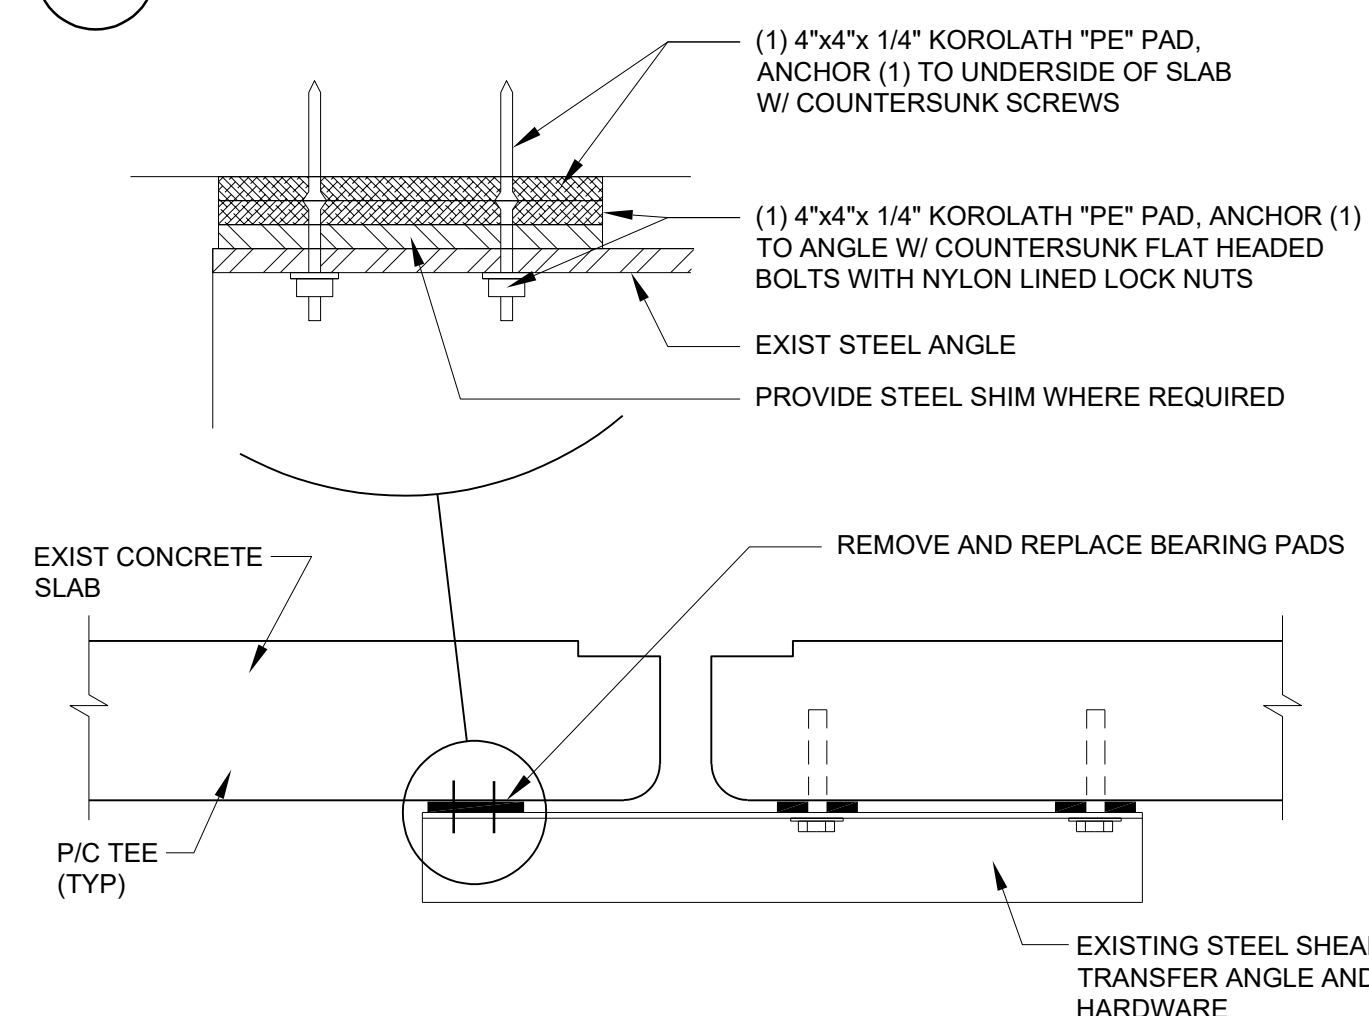 (1) 4"x4"x 1/4" KOROLATH "PE" PAD,
ANCHOR (1) TO UNDERSIDE OF SLAB
W/ COUNTERSUNK SCREWS
(1) 4"x4"x 1/4" KOROLATH "PE" PAD, ANCHOR (1)
TO ANGLE W/ COUNTERSUNK FLAT HEADED
BOLTS WITH NYLON LINED LOCK NUTS
EXIST STEEL ANGLE
PROVIDE STEEL SHIM WHERE REQUIRED
REMOVE AND REPLACE BEARING PADS
EXIST CONCRETE
SLAB
P/C TEE
(TYP)
EXISTING STEEL SHEAR
TRANSFER ANGLE AND
HARDWARE